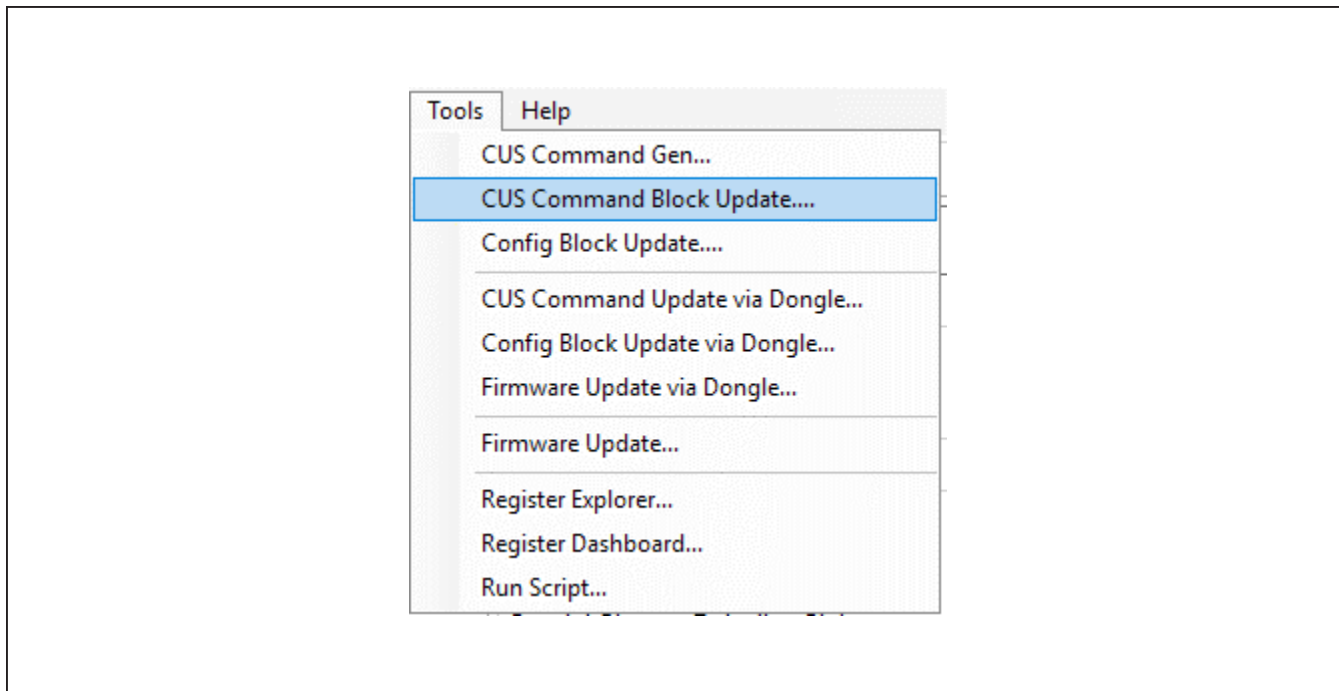 Tools Help
CUS Command Gen...
CUS Command Block Update....
Config Block Update....
CUS Command Update via Dongle...
Config Block Update via Dongle...
Firmware Update via Dongle...
Firmware Update...
Register Explorer...
Register Dashboard...
Run Script...